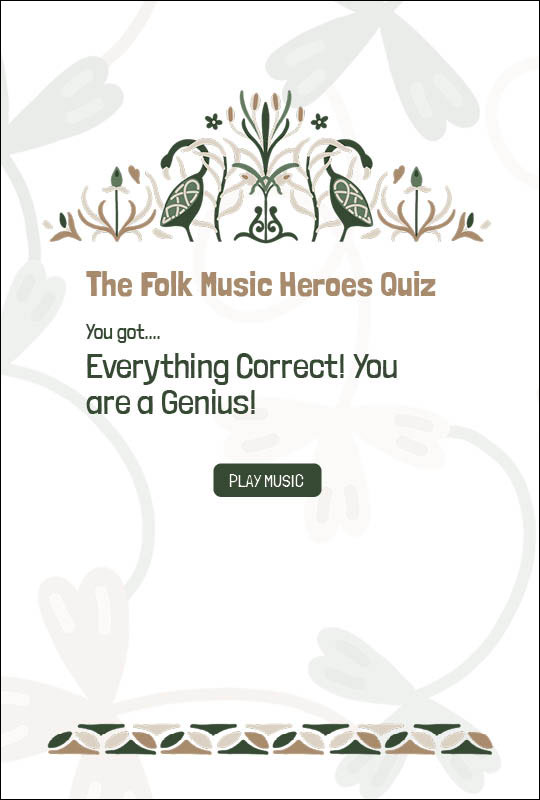 The Folk Music Heroes Quiz
You got....
Everything Correct! You
are a Genius!
PLAY MUSIC